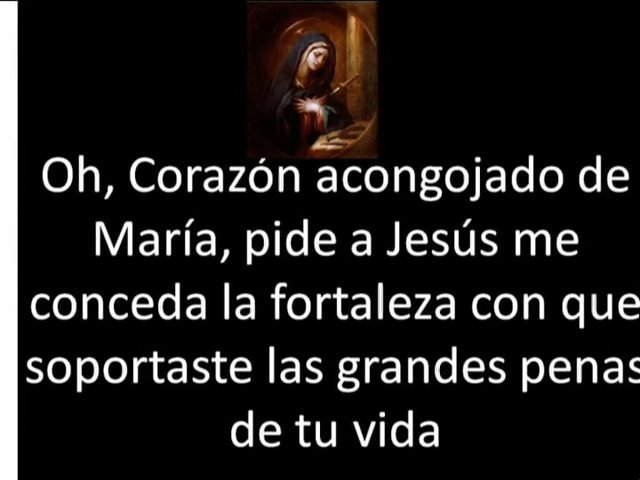 Oh, Corazón acongojado de
María, pide a Jesús me
conceda la fortaleza con que
soportaste las grandes penas
de tu vida